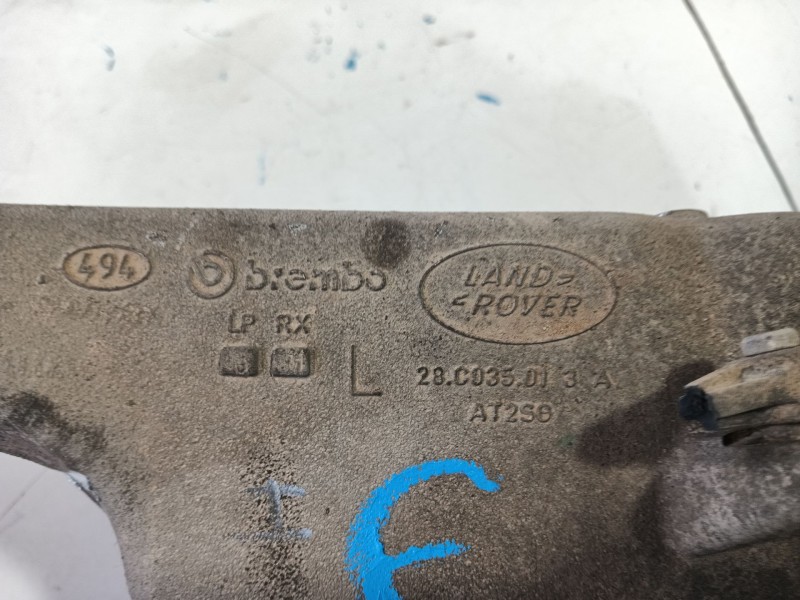 494 brembo LAND ROVER
LP RX
L 28.C035.01 3 A
AT2S6